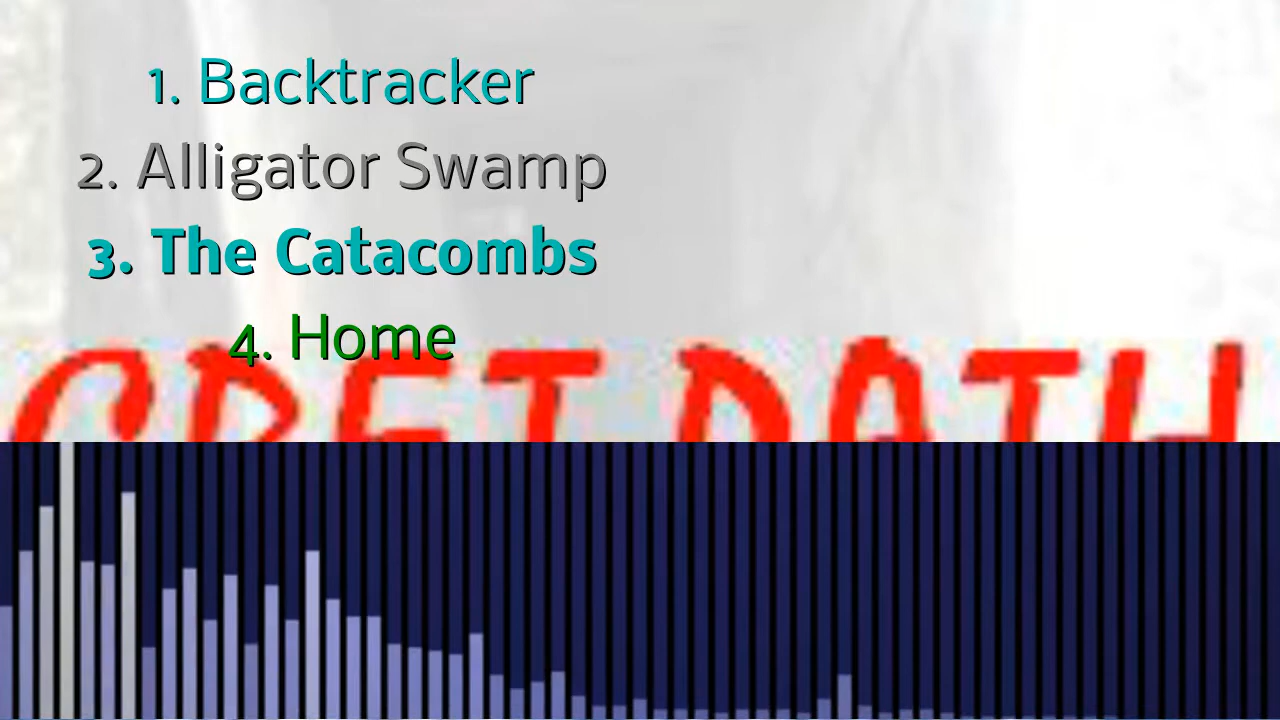 1. Backtracker
2. Alligator Swamp
3. The Catacombs
4. Home